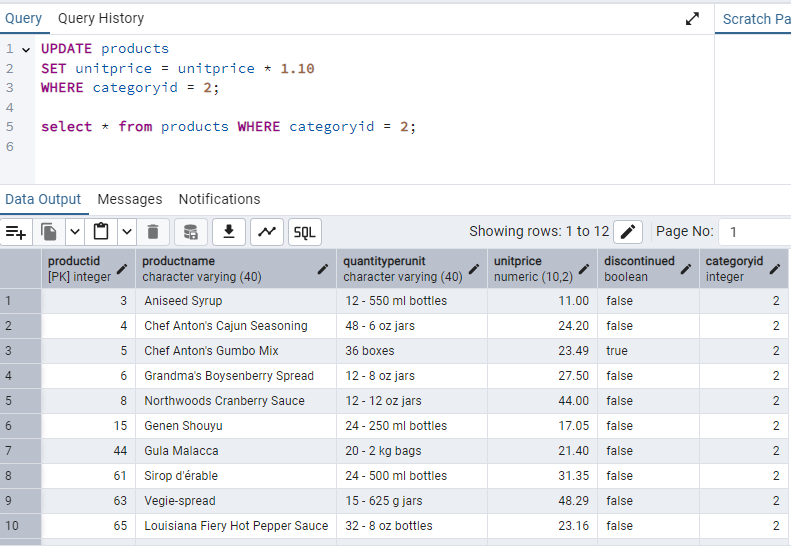 Query Query History Scratch Pa
1 UPDATE products
2 SET unitprice = unitprice * 1.10
3 WHERE categoryid = 2;
4
5 select * from products WHERE categoryid = 2;
6
Data Output Messages Notifications
SQL Showing rows: 1 to 12 Page No: 1
productid productname quantityperunit unitprice discontinued categoryid
[PK] integer character varying (40) character varying (40) numeric (10,2) boolean integer
1 3 Aniseed Syrup 12 - 550 ml bottles 11.00 false 2
2 4 Chef Anton's Cajun Seasoning 48 - 6 oz jars 24.20 false 2
3 5 Chef Anton's Gumbo Mix 36 boxes 23.49 true 2
4 6 Grandma's Boysenberry Spread 12 - 8 oz jars 27.50 false 2
5 8 Northwoods Cranberry Sauce 12 - 12 oz jars 44.00 false 2
6 15 Genen Shouyu 24 - 250 ml bottles 17.05 false 2
7 44 Gula Malacca 20 - 2 kg bags 21.40 false 2
8 61 Sirop d'érable 24 - 500 ml bottles 31.35 false 2
9 63 Vegie-spread 15 - 625 g jars 48.29 false 2
10 65 Louisiana Fiery Hot Pepper Sauce 32 - 8 oz bottles 23.16 false 2